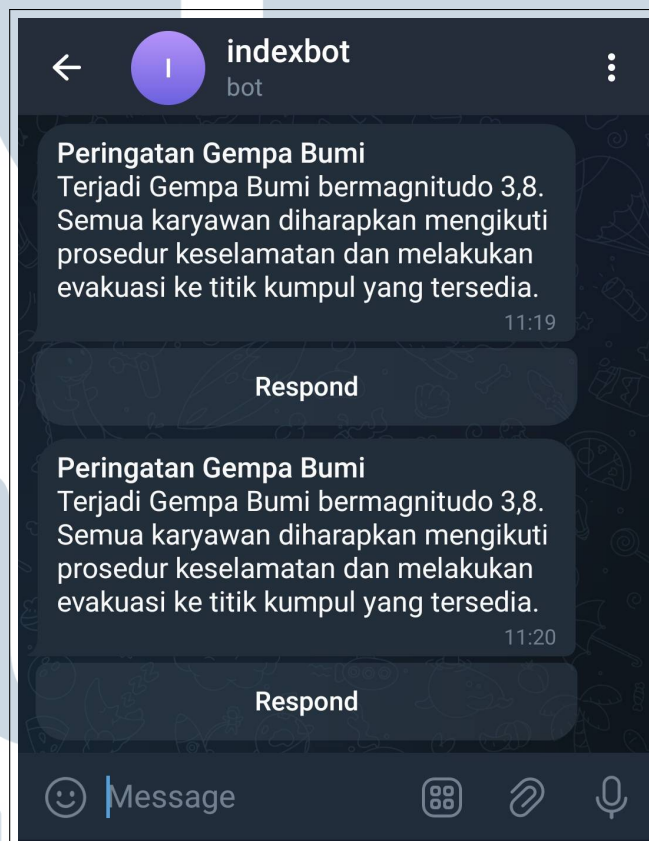 indexbot
I
bot
Peringatan Gempa Bumi
Terjadi Gempa Bumi bermagnitudo 3,8.
Semua karyawan diharapkan mengikuti
prosedur keselamatan dan melakukan
evakuasi ke titik kumpul yang tersedia.
11:19
Respond
Peringatan Gempa Bumi
Terjadi Gempa Bumi bermagnitudo 3,8.
Semua karyawan diharapkan mengikuti
prosedur keselamatan dan melakukan
evakuasi ke titik kumpul yang tersedia.
11:20
Respond
Message